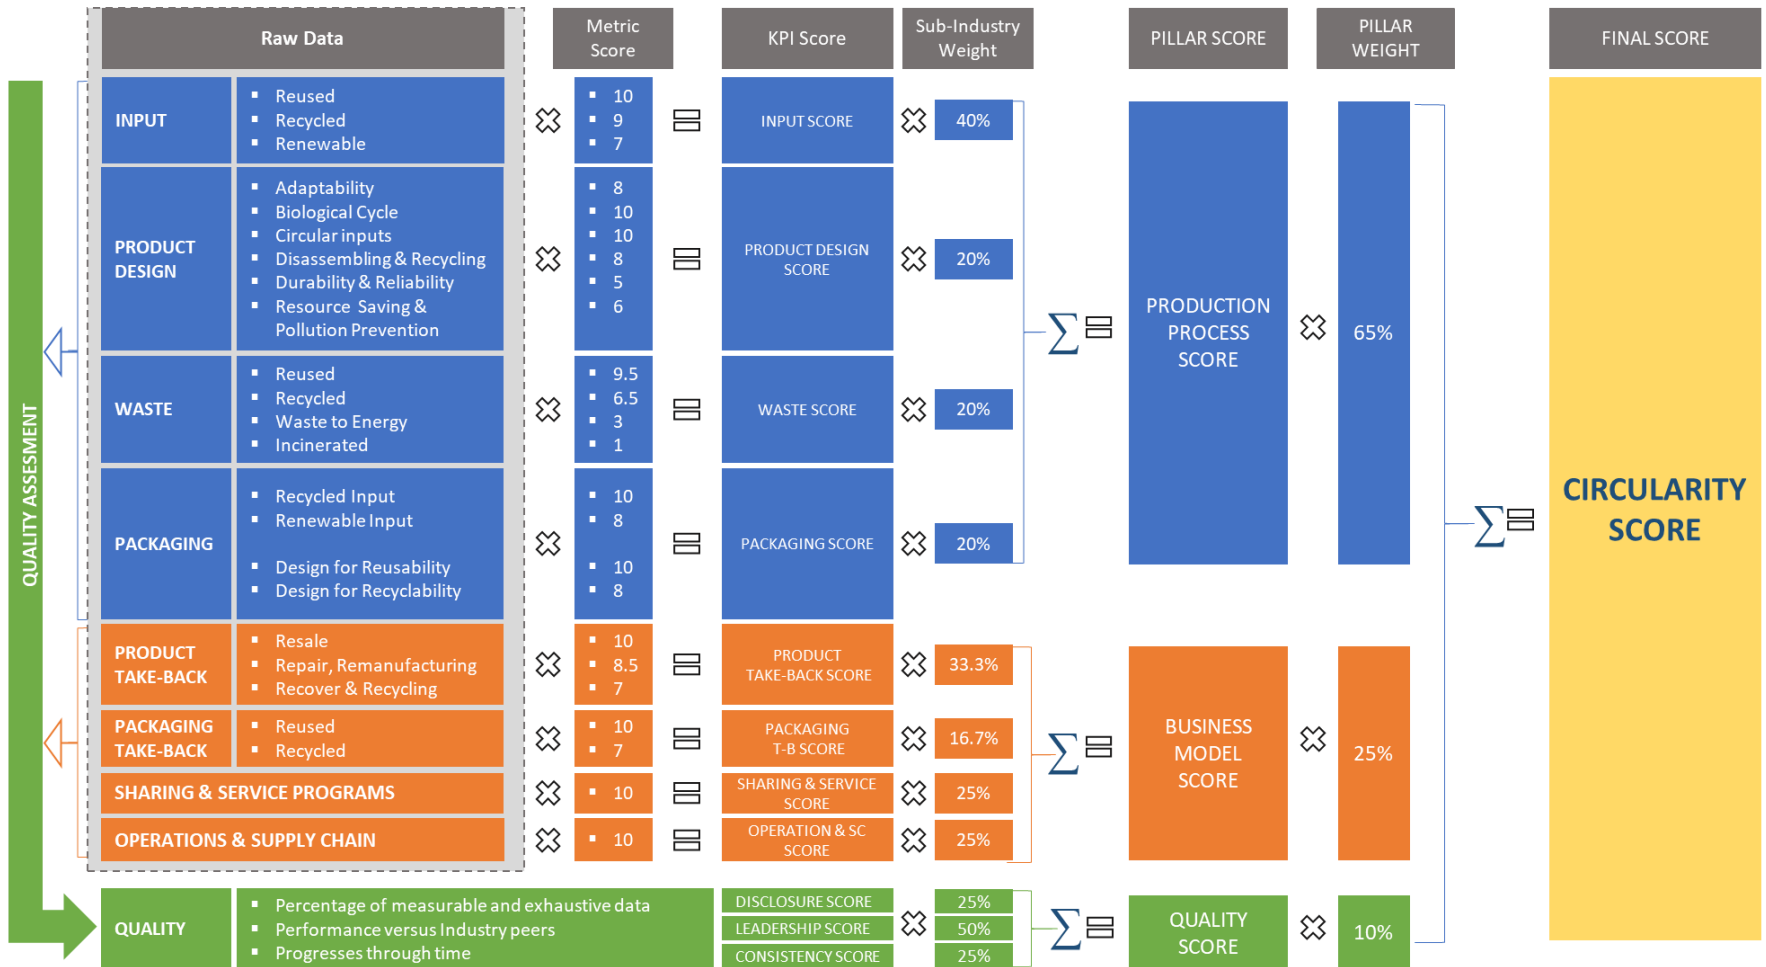 Raw Data
Metric
Score
KPI Score
Sub-Industry
Weight
PILLAR SCORE
PILLAR
WEIGHT
FINAL SCORE
QUALITY ASSESMENT
INPUT
▪ Reused
▪ Recycled
▪ Renewable
▪ 10
▪ 9
▪ 7
INPUT SCORE
40%
PRODUCT
DESIGN
▪ Adaptability
▪ Biological Cycle
▪ Circular inputs
▪ Disassembling & Recycling
▪ Durability & Reliability
▪ Resource Saving &
Pollution Prevention
▪ 8
▪ 10
▪ 10
▪ 8
▪ 5
▪ 6
PRODUCT DESIGN
SCORE
20%
WASTE
▪ Reused
▪ Recycled
▪ Waste to Energy
▪ Incinerated
▪ 9.5
▪ 6.5
▪ 3
▪ 1
WASTE SCORE
20%
PACKAGING
▪ Recycled Input
▪ Renewable Input
▪ Design for Reusability
▪ Design for Recyclability
▪ 10
▪ 8
▪ 10
▪ 8
PACKAGING SCORE
20%
∑
PRODUCTION
PROCESS
SCORE
65%
PRODUCT
TAKE-BACK
▪ Resale
▪ Repair, Remanufacturing
▪ Recover & Recycling
▪ 10
▪ 8.5
▪ 7
PRODUCT
TAKE-BACK SCORE
33.3%
PACKAGING
TAKE-BACK
▪ Reused
▪ Recycled
▪ 10
▪ 7
PACKAGING
T-B SCORE
16.7%
SHARING & SERVICE PROGRAMS
▪ 10
SHARING & SERVICE
SCORE
25%
OPERATIONS & SUPPLY CHAIN
▪ 10
OPERATION & SC
SCORE
25%
∑
BUSINESS
MODEL
SCORE
25%
QUALITY
▪ Percentage of measurable and exhaustive data
▪ Performance versus Industry peers
▪ Progresses through time
DISCLOSURE SCORE
LEADERSHIP SCORE
CONSISTENCY SCORE
25%
50%
25%
∑
QUALITY
SCORE
10%
∑
CIRCULARITY
SCORE